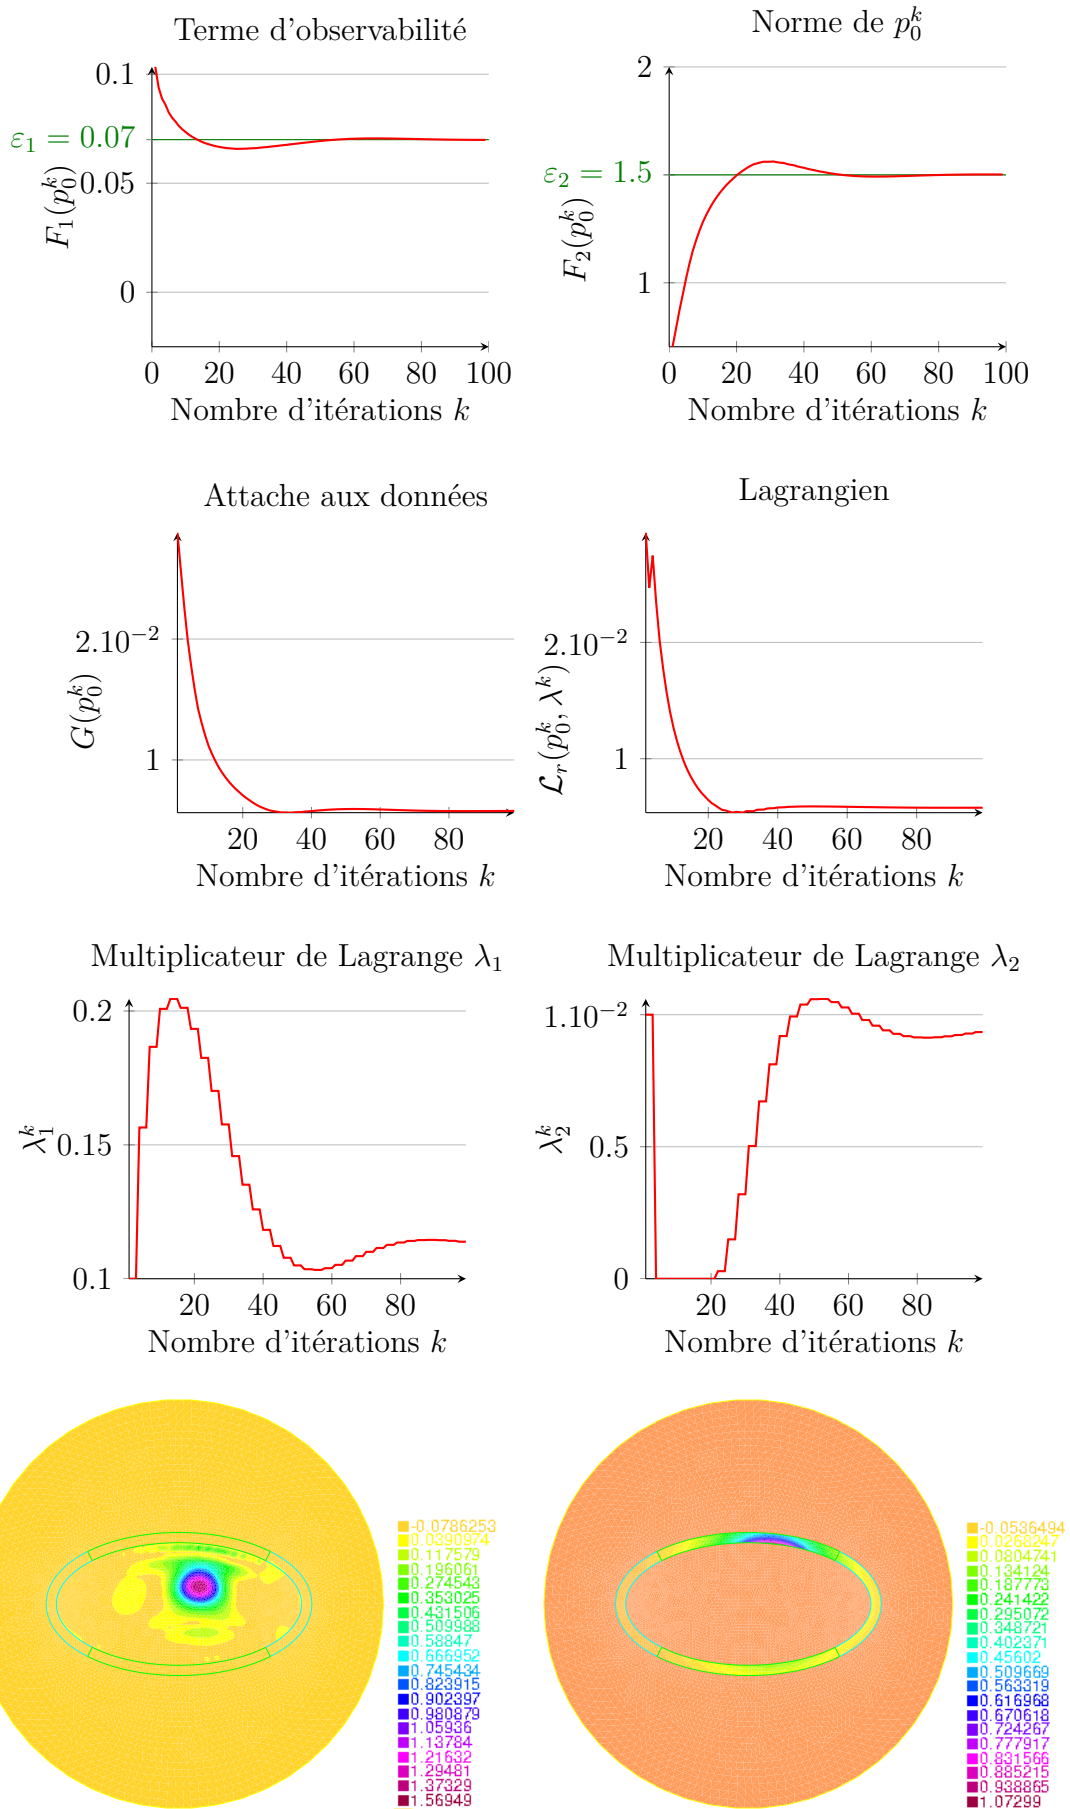 Terme d'observabilité
0.1
ε₁ = 0.07
0.05
0
F₁(p₀ᵏ)
0 20 40 60 80 100
Nombre d'itérations k
Norme de p₀ᵏ
2
ε₂ = 1.5
1
F₂(p₀ᵏ)
0 20 40 60 80 100
Nombre d'itérations k
Attache aux données
2.10⁻²
1
G(p₀ᵏ)
20 40 60 80
Nombre d'itérations k
Lagrangien
2.10⁻²
1
ℒᵣ(p₀ᵏ, λᵏ)
20 40 60 80
Nombre d'itérations k
Multiplicateur de Lagrange λ₁
0.2
0.15
0.1
λ₁ᵏ
20 40 60 80
Nombre d'itérations k
Multiplicateur de Lagrange λ₂
1.10⁻²
0.5
0
λ₂ᵏ
20 40 60 80
Nombre d'itérations k
-0.0786253
0.0390974
0.117579
0.196061
0.274543
0.353025
0.431506
0.509988
0.58847
0.666952
0.745434
0.823915
0.902397
0.980879
1.05936
1.13784
1.21632
1.29481
1.37329
1.56949
-0.0536494
0.0268247
0.0804741
0.134124
0.187773
0.241422
0.295072
0.348721
0.402371
0.45602
0.509669
0.563319
0.616968
0.670618
0.724267
0.777917
0.831566
0.885215
0.938865
1.07299